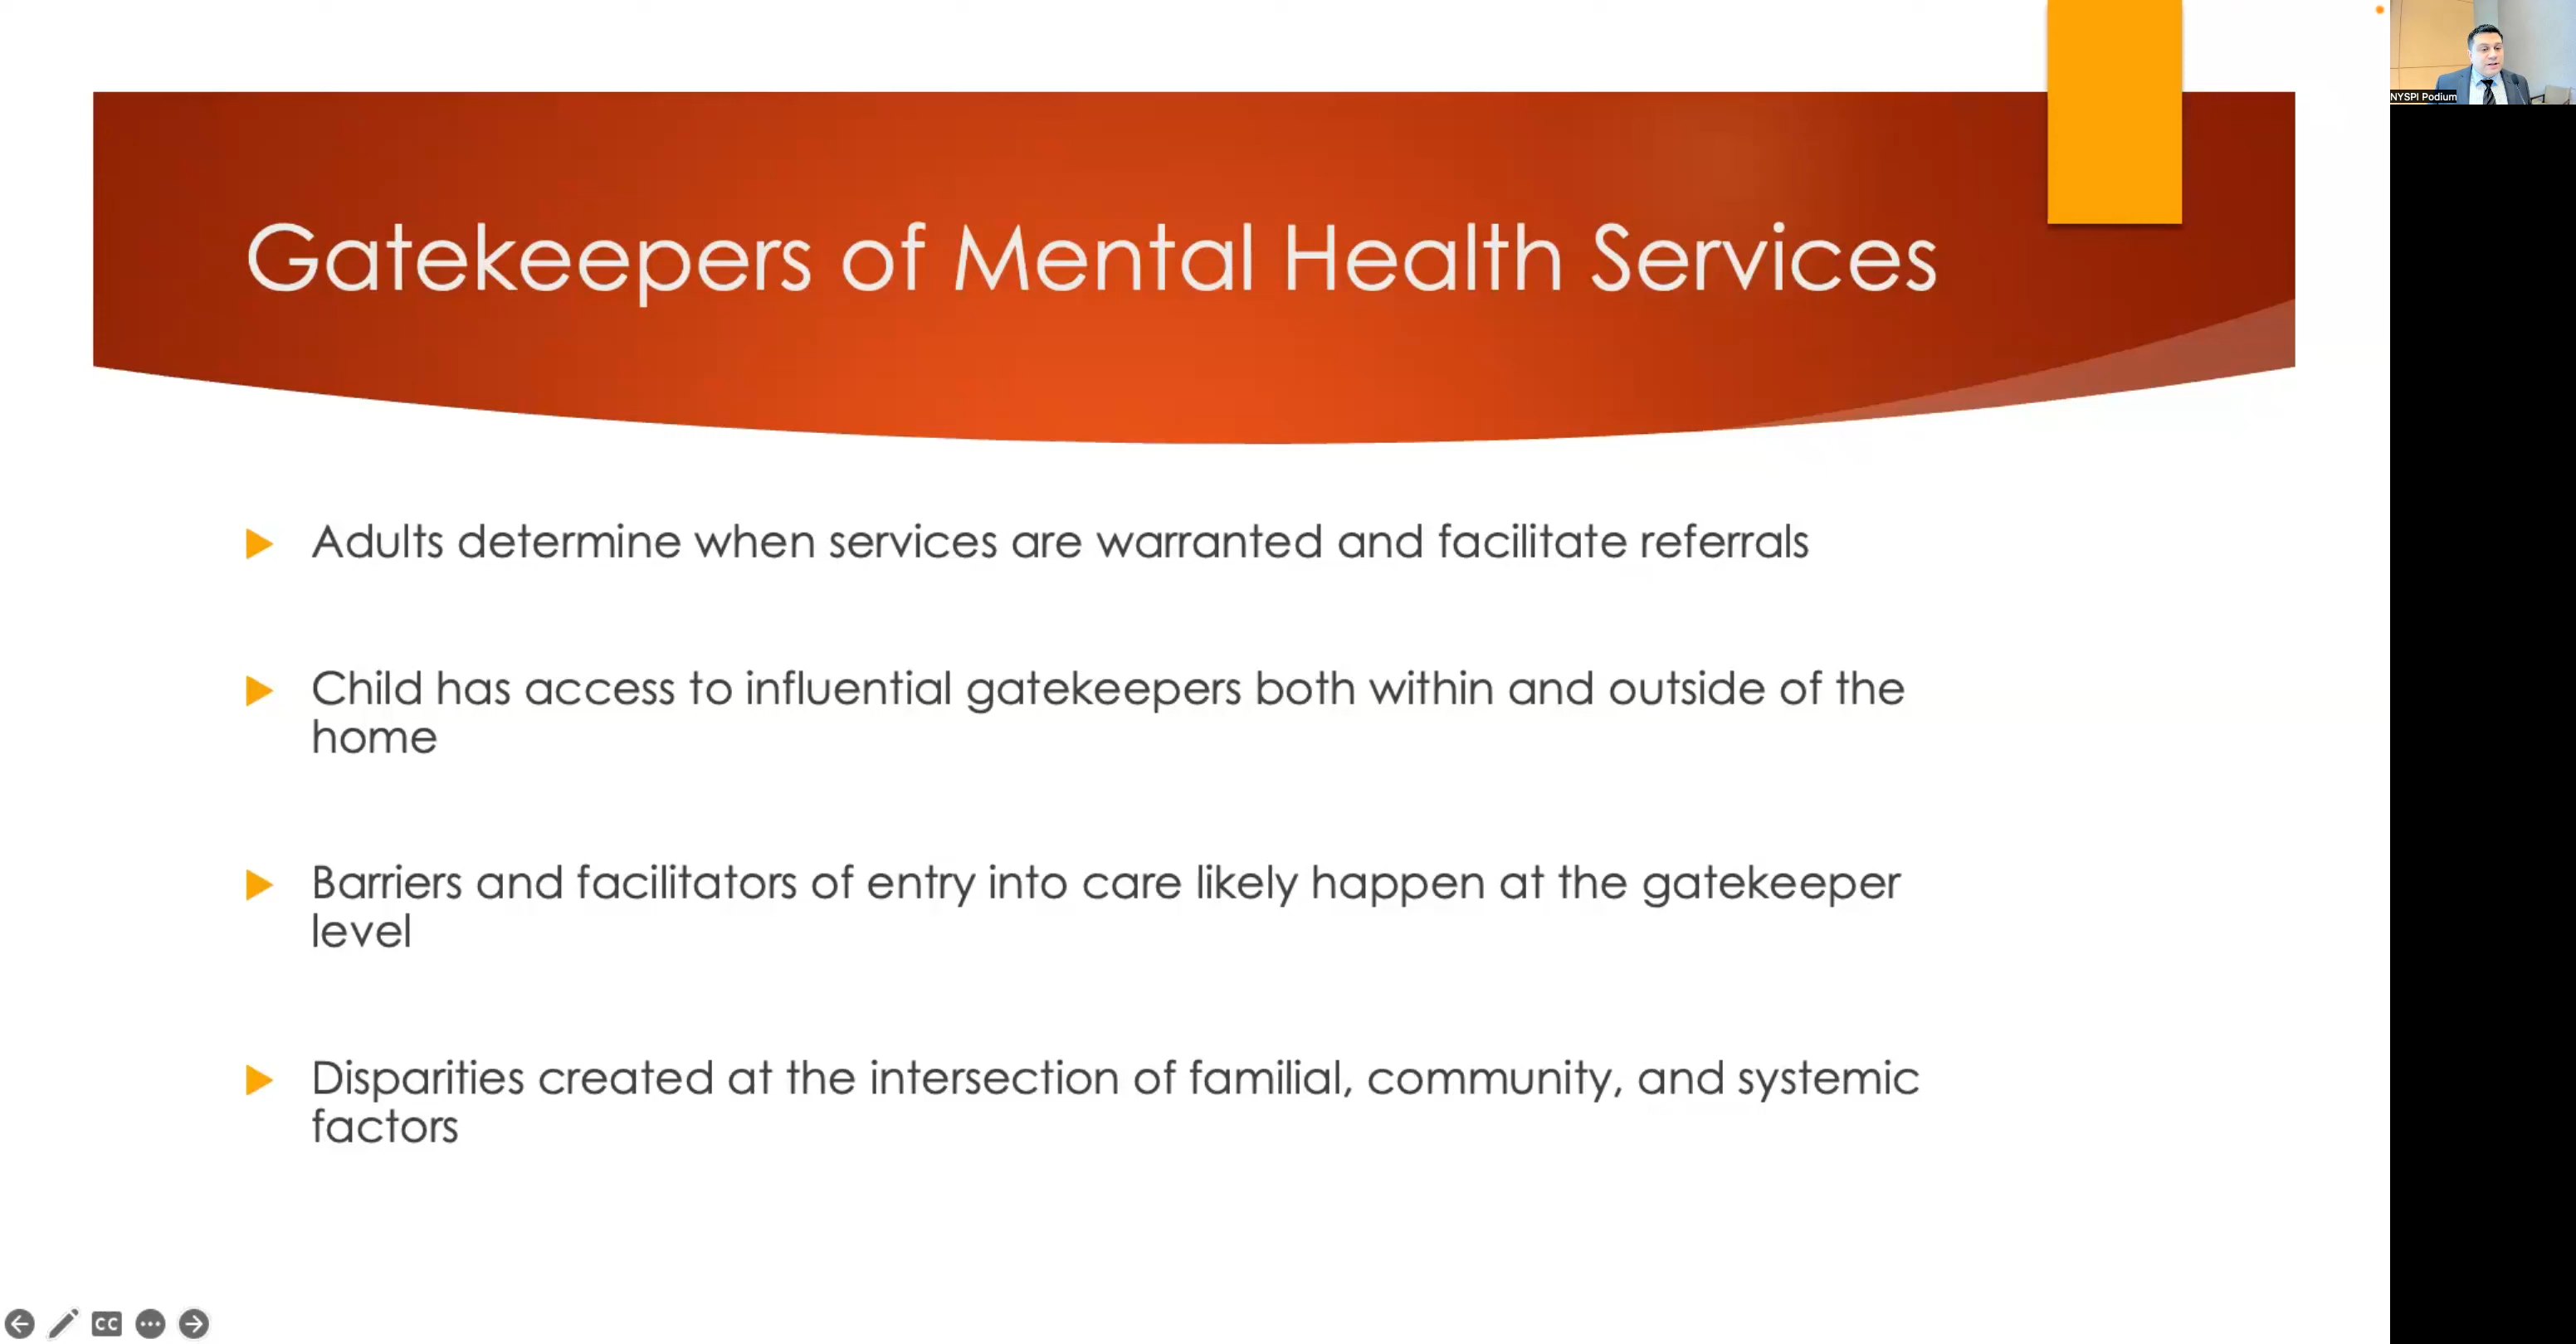 NYSPI Podium
Gatekeepers of Mental Health Services
Adults determine when services are warranted and facilitate referrals
Child has access to influential gatekeepers both within and outside of the
home
Barriers and facilitators of entry into care likely happen at the gatekeeper
level
Disparities created at the intersection of familial, community, and systemic
factors
CC